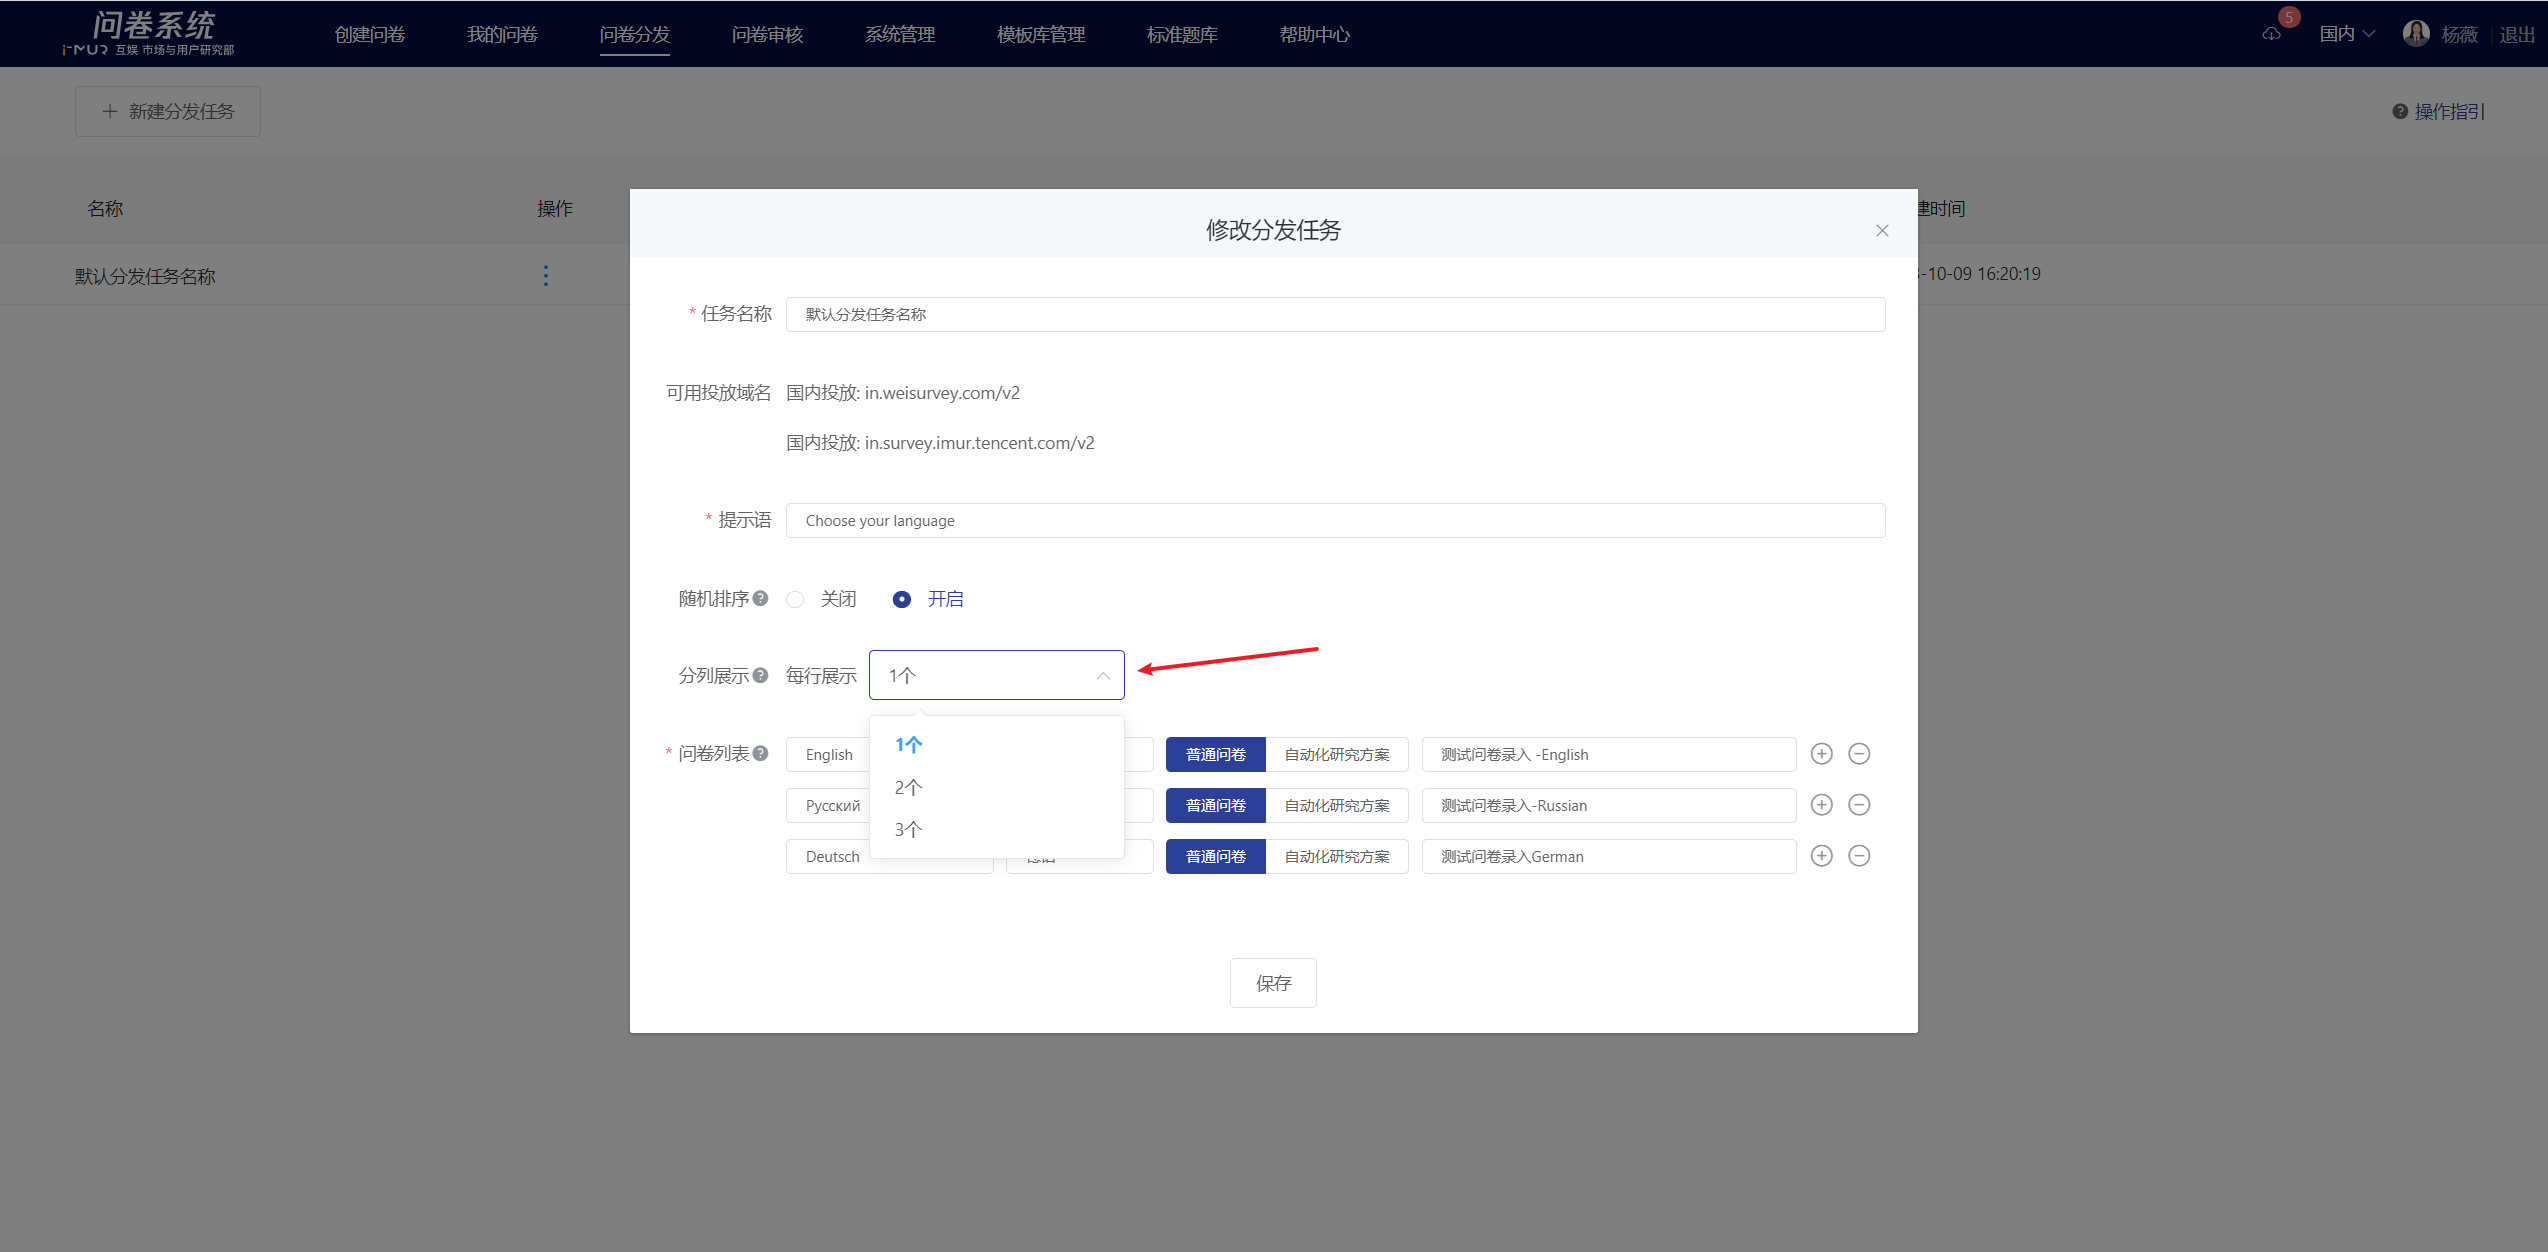 问卷系统
i-MUR 互娱 市场与用户研究部
创建问卷
我的问卷
问卷分发
问卷审核
系统管理
模板库管理
标准题库
帮助中心
5
国内
杨薇
退出
新建分发任务
操作指引
名称
操作
建时间
默认分发任务名称
-10-09 16:20:19
修改分发任务
* 任务名称
默认分发任务名称
可用投放域名
国内投放: in.weisurvey.com/v2
国内投放: in.survey.imur.tencent.com/v2
* 提示语
Choose your language
随机排序
关闭
开启
分列展示
每行展示
1个
1个
2个
3个
* 问卷列表
English
普通问卷
自动化研究方案
测试问卷录入 -English
Русский
普通问卷
自动化研究方案
测试问卷录入-Russian
Deutsch
普通问卷
自动化研究方案
测试问卷录入German
保存